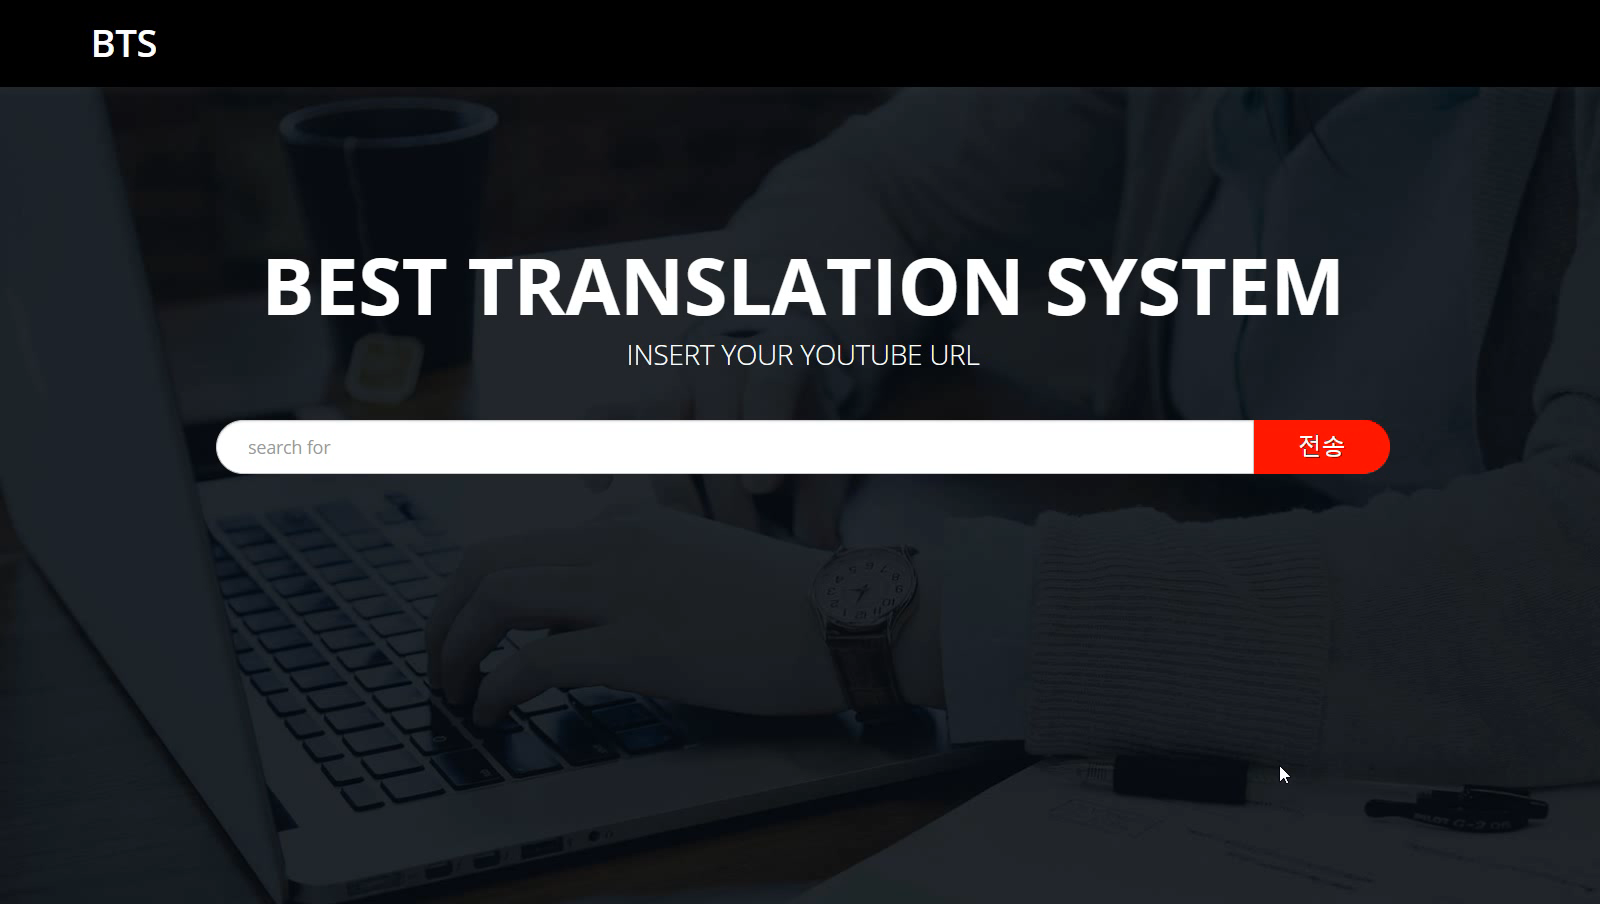 BTS
BEST TRANSLATION SYSTEM
INSERT YOUR YOUTUBE URL
search for
전송